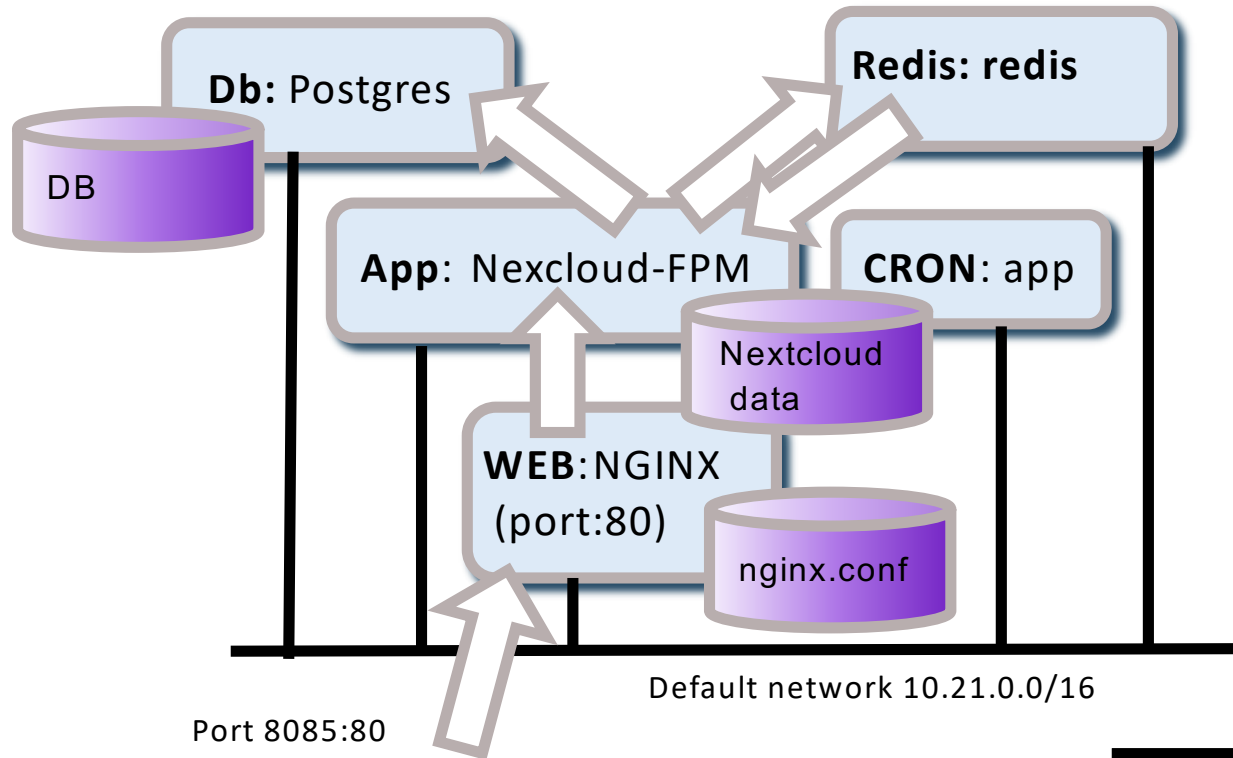 Db: Postgres
Redis: redis
DB
App: Nexcloud-FPM
CRON: app
Nextcloud
data
WEB:NGINX
(port:80)
nginx.conf
Default network 10.21.0.0/16
Port 8085:80